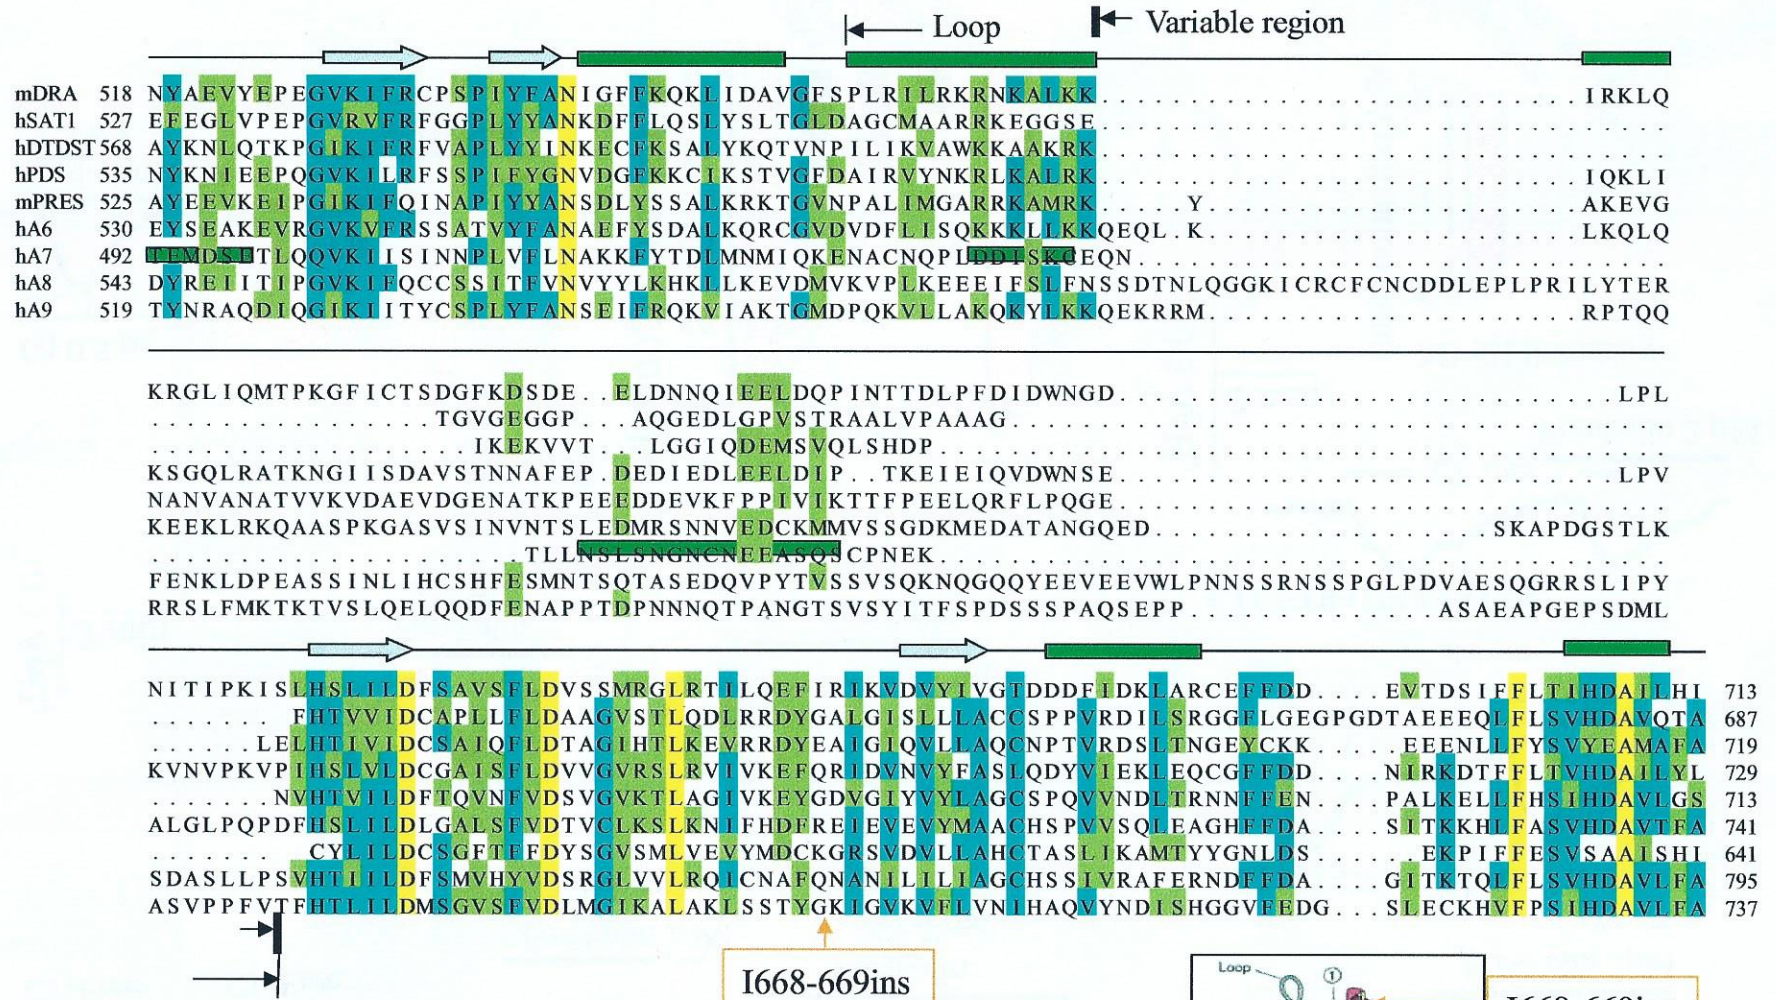 Loop Variable region
mDRA 518 NYAEVYEPEGVKIFRCPSPIYFANIGFFKQKLIDAVGFSPLRILRKRNKALKK.............................IRKLQ
hSAT1 527 EFEGLVPEPGVRVFRFGGPLYYANKDFFLQSLYSLTGLDAGCMAARRKEGGSE..................................
hDTDST 568 AYKNLQTKPGIKIFRFVAPLYYINKECFKSALYKQTVNPILIKVAWKKAAKRK..................................
hPDS 535 NYKNIEEPQGVKILRFSSPIFYGNVDGFKKCIKSTVGFDAIRVYNKRLKALRK.............................IQKLI
mPRES 525 AYEEVKEIPGIKIFQINAPIYYANSDLYSSALKRKTGVNPALIMGARRKAMRK......Y......................AKEVG
hA6 530 EYSEAKEVRGVKVFRSSATVYFANAEFYSDALKQRCGVDVDFLISQKKKLLKKQEQL.K.......................LKQLQ
hA7 492 TEMDSETLQQVKIISINNPLVFLNAKKFYTDLMNMIQKENACNQPLDDISKCEQN................................
hA8 543 DYREIITIPGVKIFQCCSSITFVNVYYLKHKLLKEVDMVKVPLKEEEIFSLFNSSDTNLQGGKICRCFCNCDDLEPLPRILYTER
hA9 519 TYNRAQDIQGIKIITYCSPLYFANSEIFRQKVIAKTGMDPQKVLLAKQKYLKKQEKRRM.......................RPTQQ
KRGLIQMTPKGFICTSDGFKDSDE..ELDNNQIEELDQPINTTDLPFDIDWNGD............................LPL
................TGVGEGGP...AQGEDLGPVSTRAALVPAAAG.....................................
..................IKEKVVT...LGGIQDEMSVQLSHDP.........................................
KSGQLRATKNGIISDAVSTNNAFEP.DEDIEDLEELDIP..TKEIEIQVDWNSE............................LPV
NANVANATVVKVDAEVDGENATKPEEEDDEVKFPPIVIKTTFPEELQRFLPQGE...............................
KEEKLRKQAASPKGASVSINVNTSLEDMRSNNVEDCKMMVSSGDKMEDATANGQED...................SKAPDGSTLK
.....................TLLNSLSNGNCNEEASQSCPNEK.........................................
FENKLDPEASSINLIHCSHFESMNTSQTASEDQVPYTVSSVSQKNQGQQYEEVEEVWLPNNSSRNSSPGLPDVAESQGRRSLIPY
RRSLFMKTKTVSLQELQQDFENAPPTDPNNNQTPANGTSVSYITFSPDSSSPAQSEPP..............ASAEAPGEPSDML
NITIPKISLHSLILDFSAVSFLDVSSMRGLRTILQEFIRIKVDVYIVGTDDDFIDKLARCEFFDD....EVTDSIFFLTIHDAILHI 713
........FHTVVIDCAPLLFLDAAGVSTLQDLRRDYGALGISLLLACCSPPVRDILSRGGFLGEGPGDTAEEEQLFLSVHDAVQTA 687
......LELHTIVIDCSAIQFLDTAGIHTLKEVRRDYEAIGIQVLLAQCNPTVRDSLTNGEYCKK.....EEENLLFYSVYEAMAFA 719
KVNVPKVPIHSLVLDCGAISFLDVVGVRSLRVIVKEFQRIDVNVYFASLQDYVIEKLEQCGFFDD....NIRKDTFFLTVHDAILYL 729
.......NVHTVILDFTQVNFVDSVGVKTLAGIVKEYGDVGIYVYLAGCSPQVVNDLTRNNFFEN....PALKELLFHSIHDAVLGS 713
ALGLPQPDFHSLILDLGALSFVDTVCLKSLKNIFHDFREIEVEVYMAACHSPVVSQLEAGHFFDA....SITKKHLFASVHDAVTFA 741
........CYLILDCSGFTFFDYSGVSMLVEVYMDCKGRSVDVLLAHCTASLIKAMTYYGNLDS......EKPIFFESVSAAISHI 641
SDASLLPSVHTIILDFSMVHYVDSRGLVVLRQICNAFQNANILILIAGCHSSIVRAFERNDFFDA....GITKTQLFLSVHDAVLFA 795
ASVPPFVTFHTLILDMSGVSFVDLMGIKALAKLSSTYGKIGVKVFLVNIHAQVYNDISHGGVFEDG...SLECKHVFPSIHDAVLFA 737
I668-669ins
Loop 1